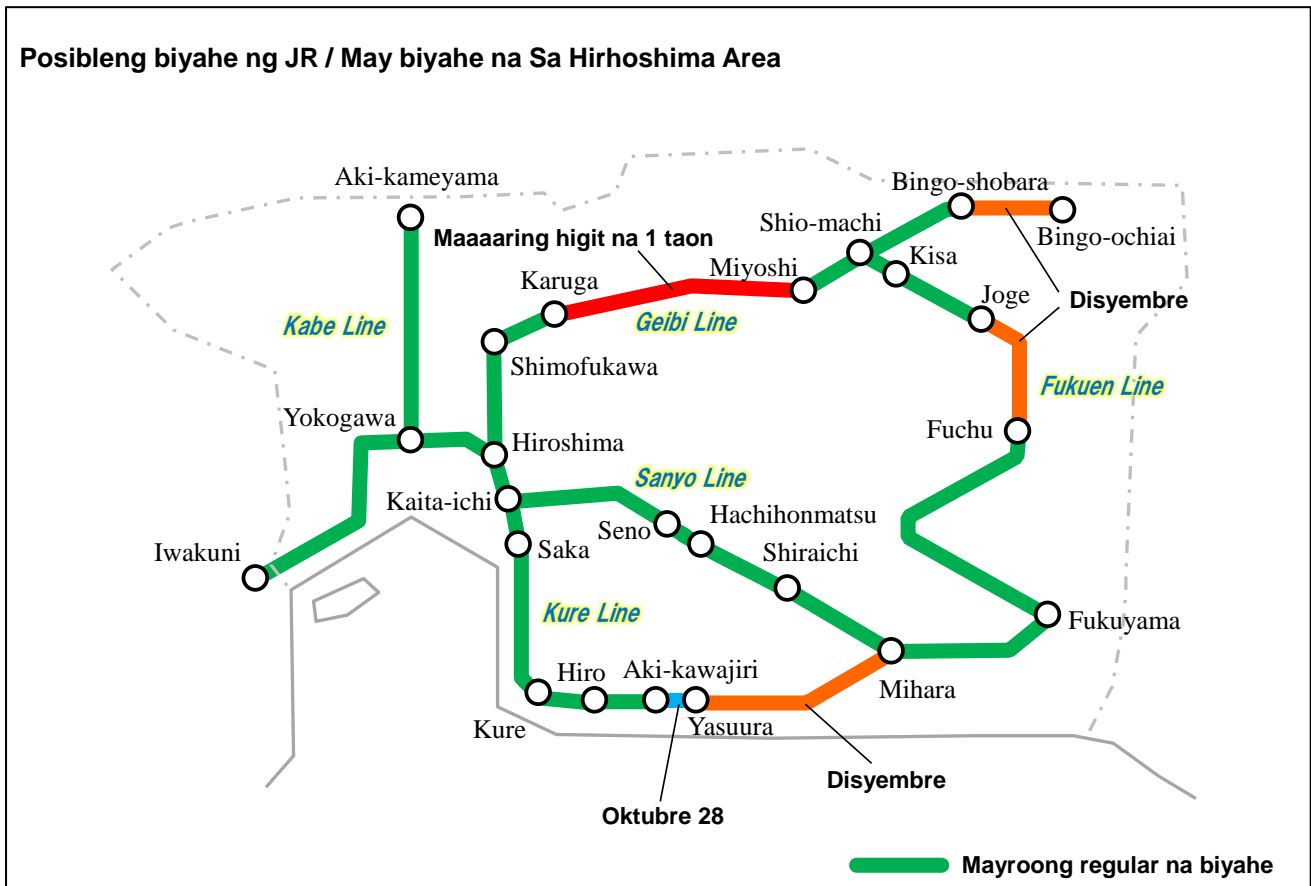 Posibleng biyahe ng JR / May biyahe na Sa Hirhoshima Area
Aki-kameyama
Bingo-shobara
Shio-machi
Bingo-ochiai
Maaaaring higit na 1 taon
Miyoshi
Kisa
Karuga
Joge
Disyembre
Kabe Line
Geibi Line
Shimofukawa
Fukuen Line
Yokogawa
Hiroshima
Fuchu
Sanyo Line
Kaita-ichi
Hachihonmatsu
Seno
Iwakuni
Saka
Shiraichi
Kure Line
Fukuyama
Hiro
Aki-kawajiri
Mihara
Kure
Yasuura
Disyembre
Oktubre 28
Mayroong regular na biyahe